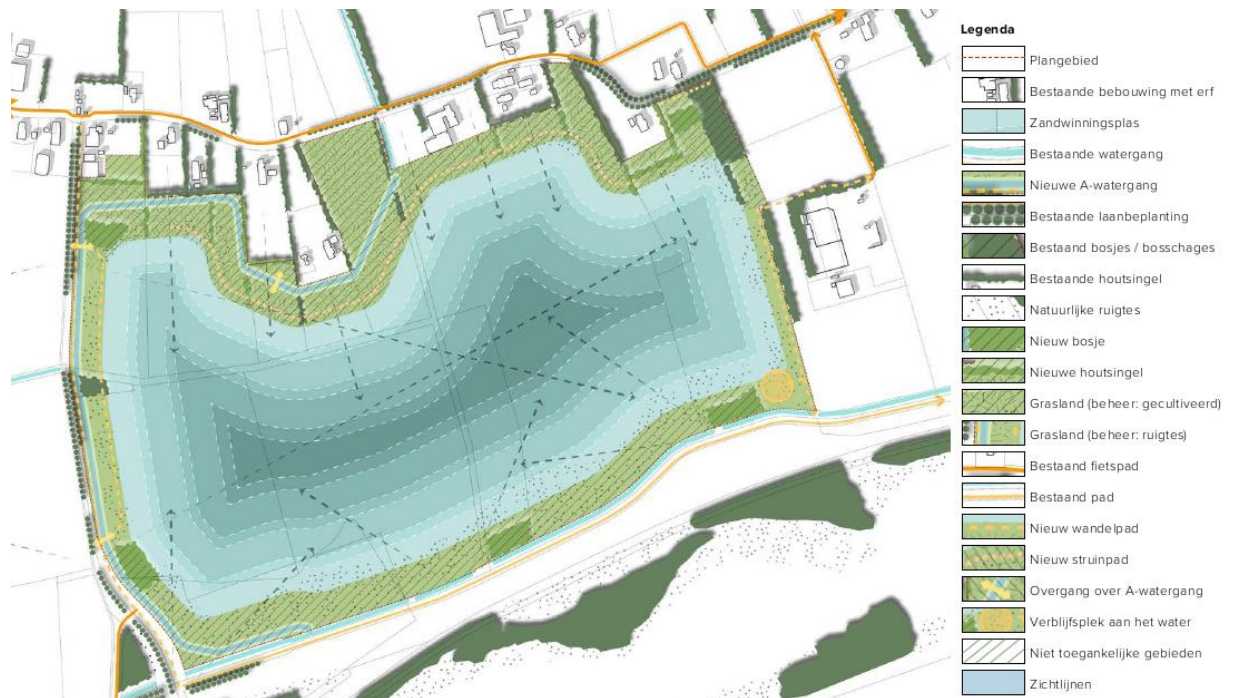 Legenda
Plangebied
Bestaande bebouwing met erf
Zandwinningsplas
Bestaande watergang
Nieuwe A-watergang
Bestaande laanbeplanting
Bestaand bosjes / bosschages
Bestaande houtsingel
Natuurlijke ruigtes
Nieuw bosje
Nieuwe houtsingel
Grasland (beheer: gecultiveerd)
Grasland (beheer: ruigtes)
Bestaand fietspad
Bestaand pad
Nieuw wandelpad
Nieuw struinpad
Overgang over A-watergang
Verblijfsplek aan het water
Niet toegankelijke gebieden
Zichtlijnen